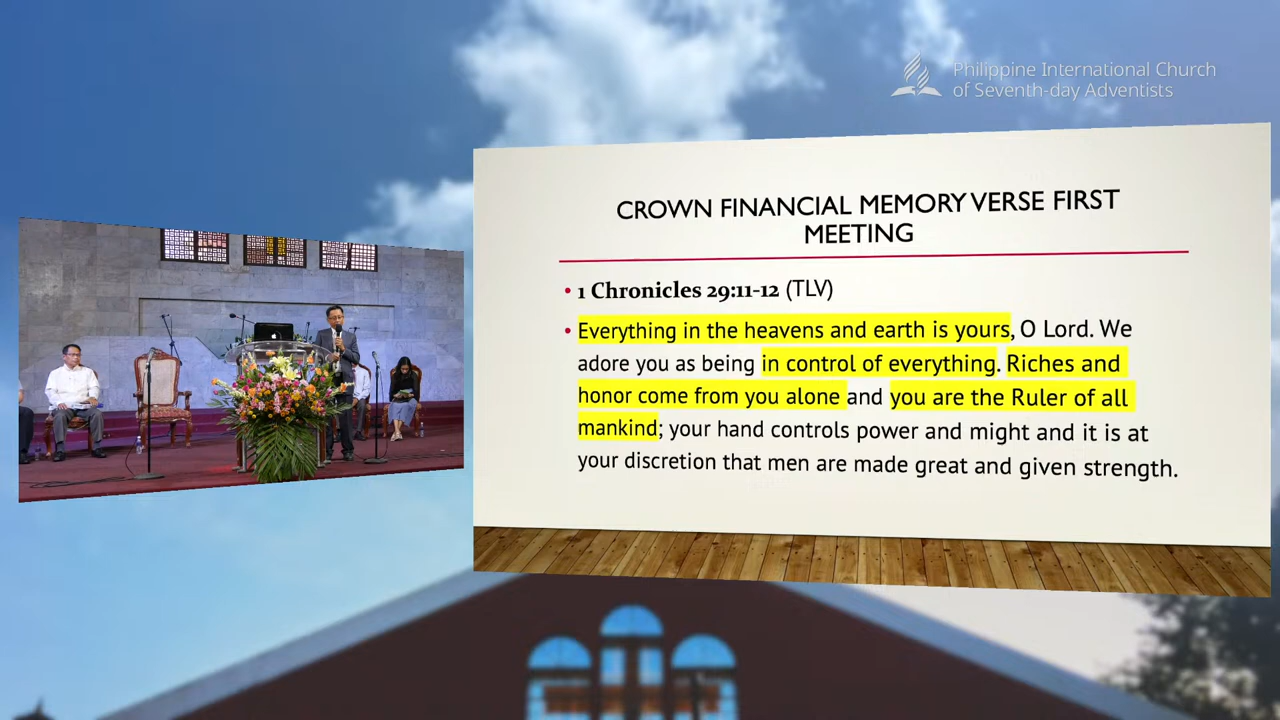 Philippine International Church
of Seventh-day Adventists
CROWN FINANCIAL MEMORY VERSE FIRST
MEETING
• 1 Chronicles 29:11-12 (TLV)
• Everything in the heavens and earth is yours, O Lord. We
adore you as being in control of everything. Riches and
honor come from you alone and you are the Ruler of all
mankind; your hand controls power and might and it is at
your discretion that men are made great and given strength.